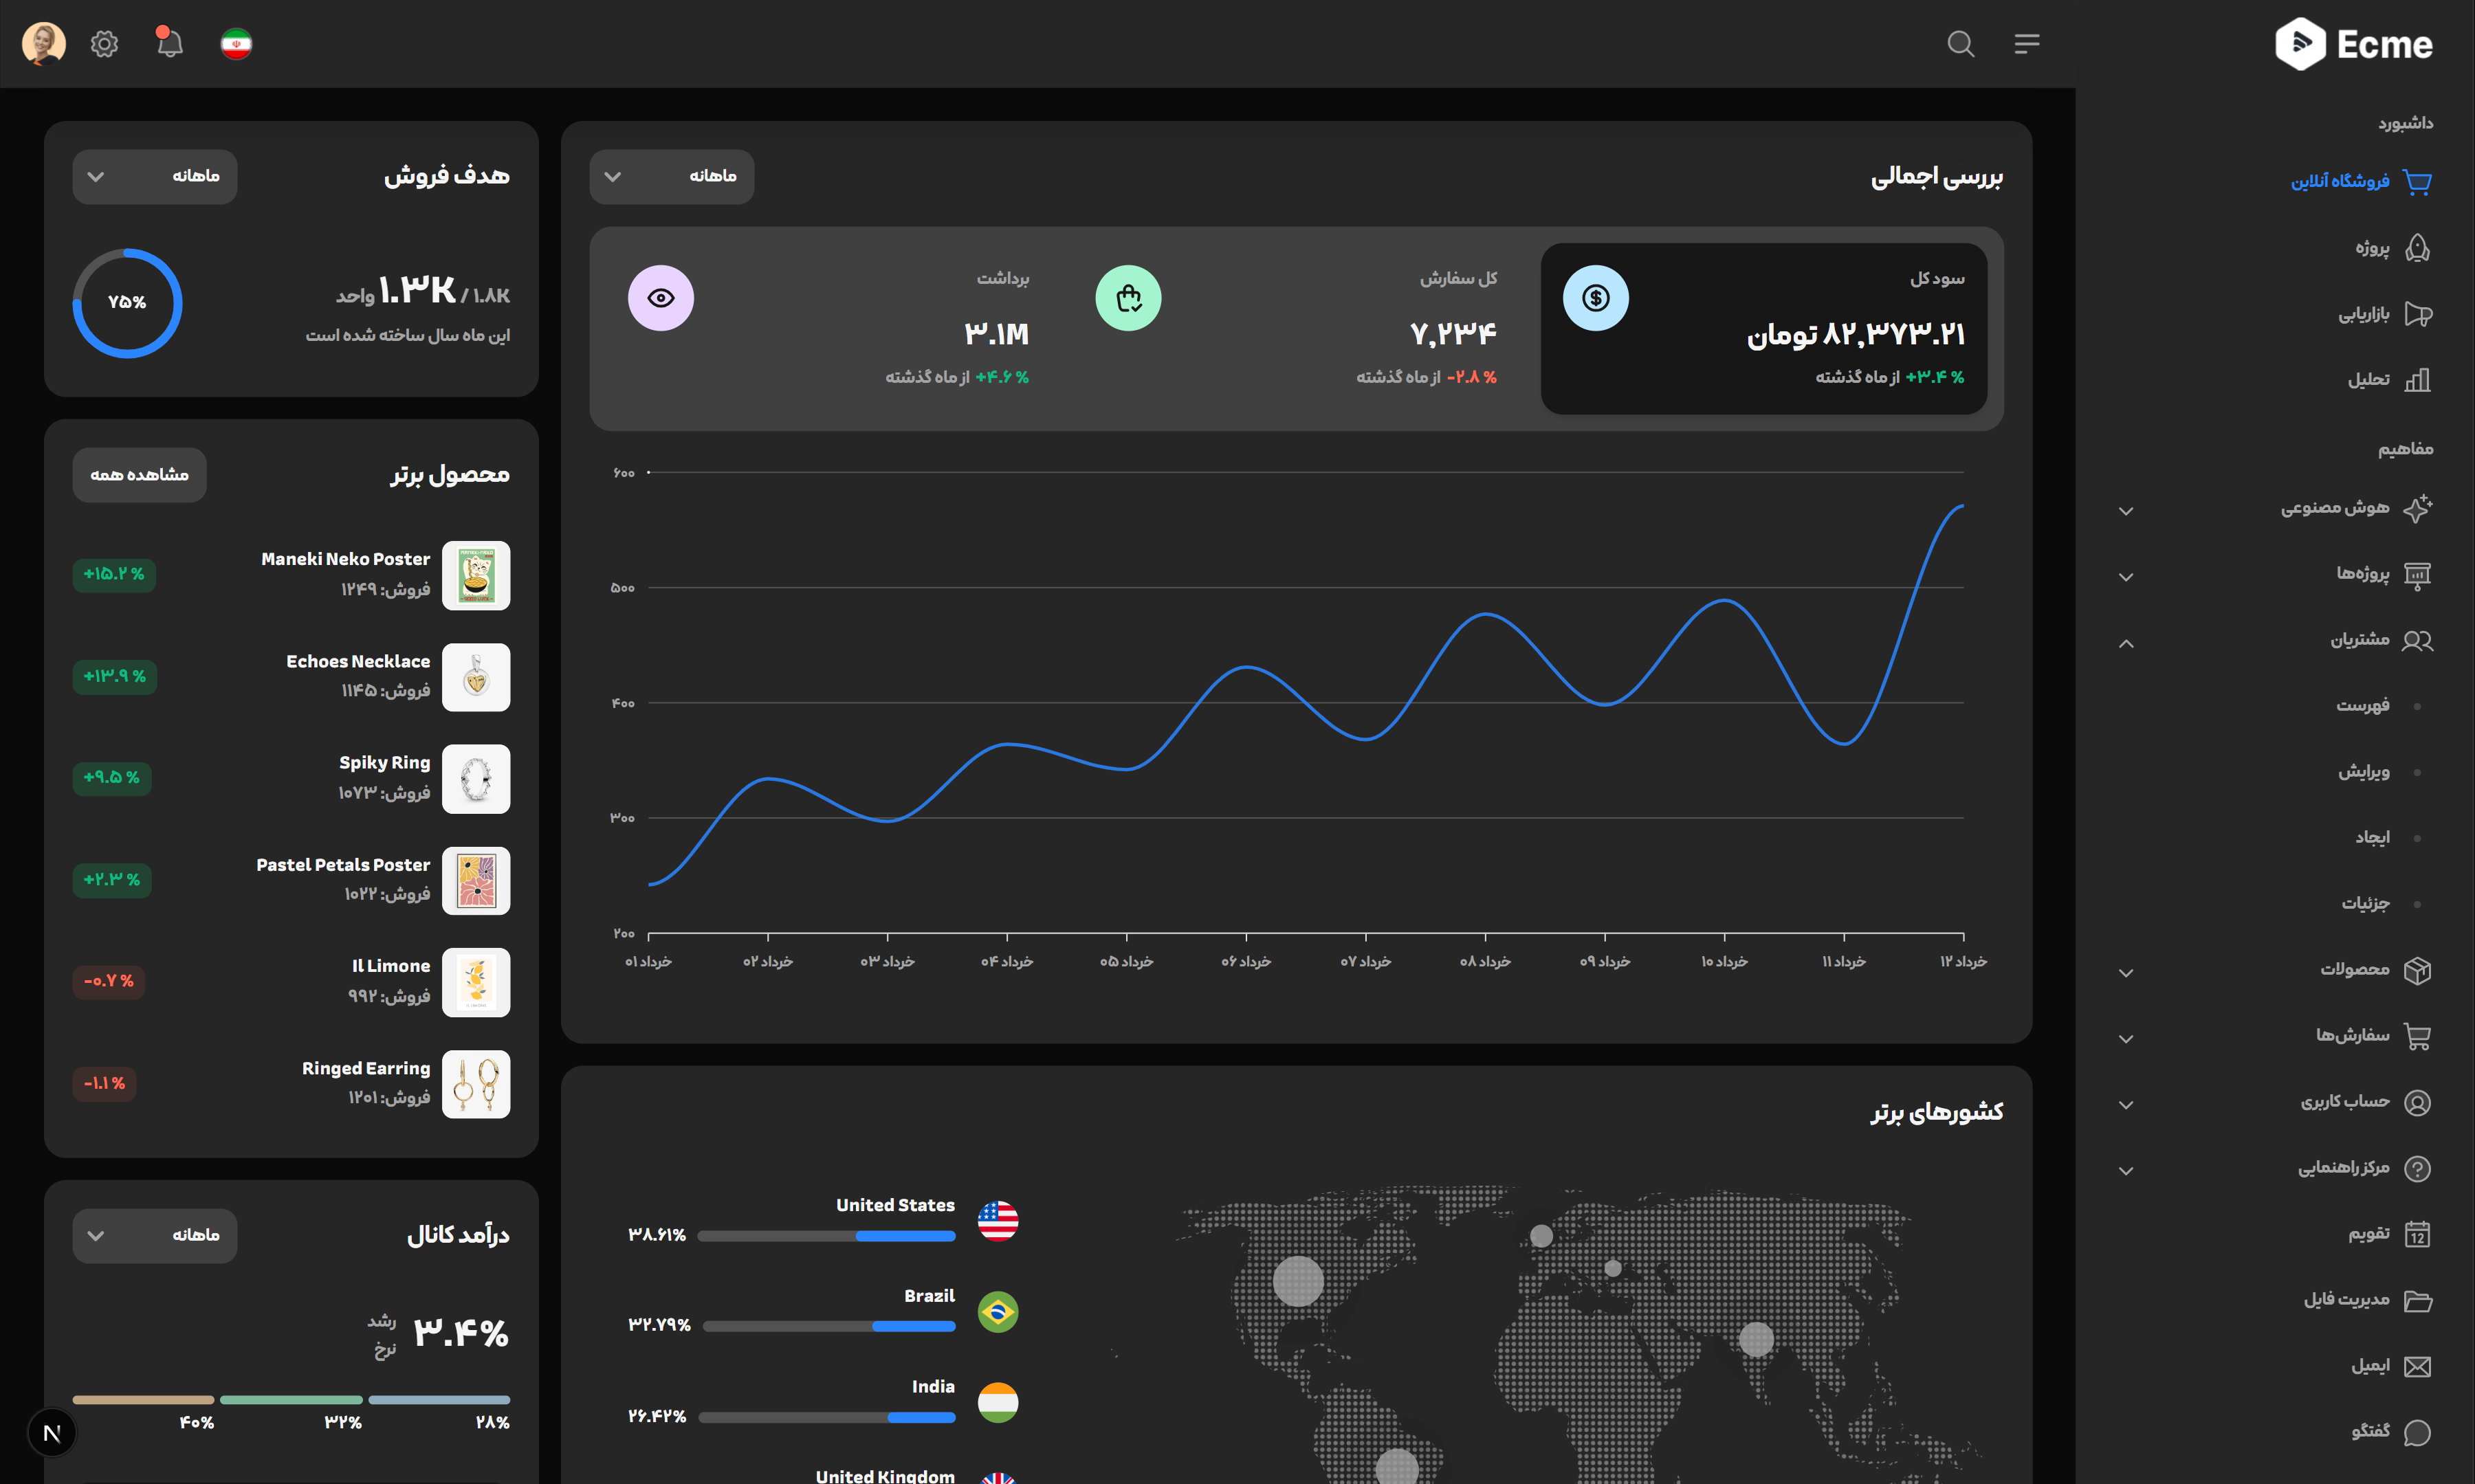 Ecme
داشبورد
فروشگاه آنلاین
پروژه
بازاریابی
تحلیل
مفاهیم
هوش مصنوعی
پروژه‌ها
مشتریان
فهرست
ویرایش
ایجاد
جزئیات
محصولات
سفارش‌ها
حساب کاربری
مرکز راهنمایی
تقویم
12
مدیریت فایل
ایمیل
گفتگو
بررسی اجمالی
ماهانه
سود کل
۸۲,۳۷۳.۲۱ تومان
+۳.۴ % از ماه گذشته
کل سفارش
۷,۲۳۴
-۲.۸ % از ماه گذشته
برداشت
۳.۱M
+۴.۶ % از ماه گذشته
۶۰۰
۵۰۰
۴۰۰
۳۰۰
۲۰۰
۰۱ خرداد
۰۲ خرداد
۰۳ خرداد
۰۴ خرداد
۰۵ خرداد
۰۶ خرداد
۰۷ خرداد
۰۸ خرداد
۰۹ خرداد
۱۰ خرداد
۱۱ خرداد
۱۲ خرداد
کشورهای برتر
United States
۳۸.۶۱%
Brazil
۳۲.۷۹%
India
۲۶.۴۲%
United Kingdom
هدف فروش
ماهانه
۱.۳K / ۱.۸K واحد
این ماه سال ساخته شده است
۷۵%
محصول برتر
مشاهده همه
Maneki Neko Poster
فروش: ۱۲۴۹
+۱۵.۲ %
Echoes Necklace
فروش: ۱۱۴۵
+۱۳.۹ %
Spiky Ring
فروش: ۱۰۷۳
+۹.۵ %
Pastel Petals Poster
فروش: ۱۰۲۲
+۲.۳ %
Il Limone
فروش: ۹۹۲
-۰.۷ %
Ringed Earring
فروش: ۱۲۰۱
-۱.۱ %
درآمد کانال
ماهانه
۳.۴%
رشد
نرخ
۲۸%
۳۲%
۴۰%
N